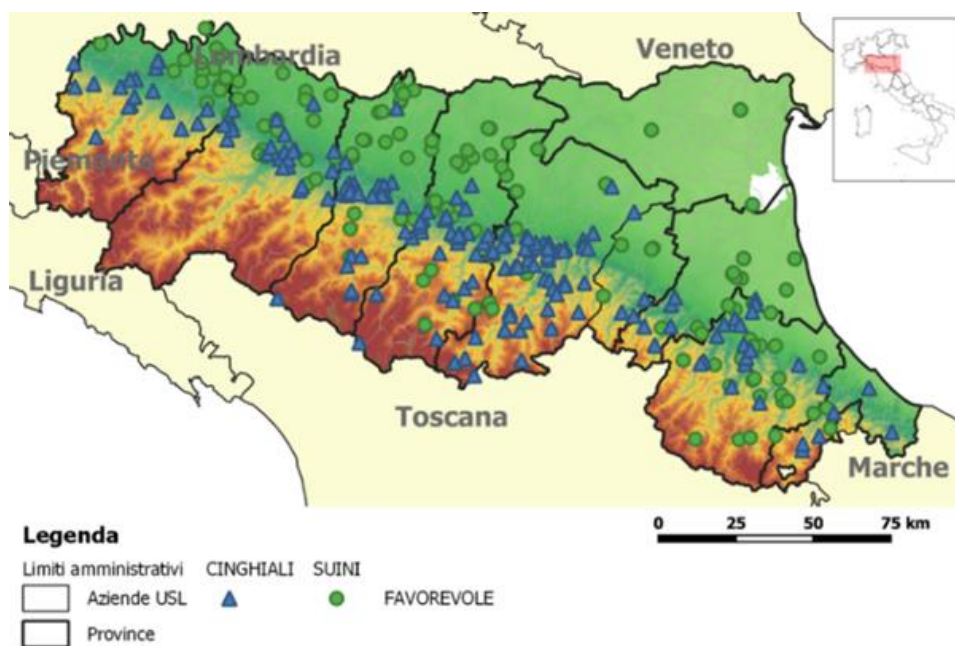 Lombardia
Veneto
Piemonte
Liguria
Toscana
Marche
Legenda
0 25 50 75 km
Limiti amministrativi CINGHIALI SUINI
Aziende USL FAVOREVOLE
Province